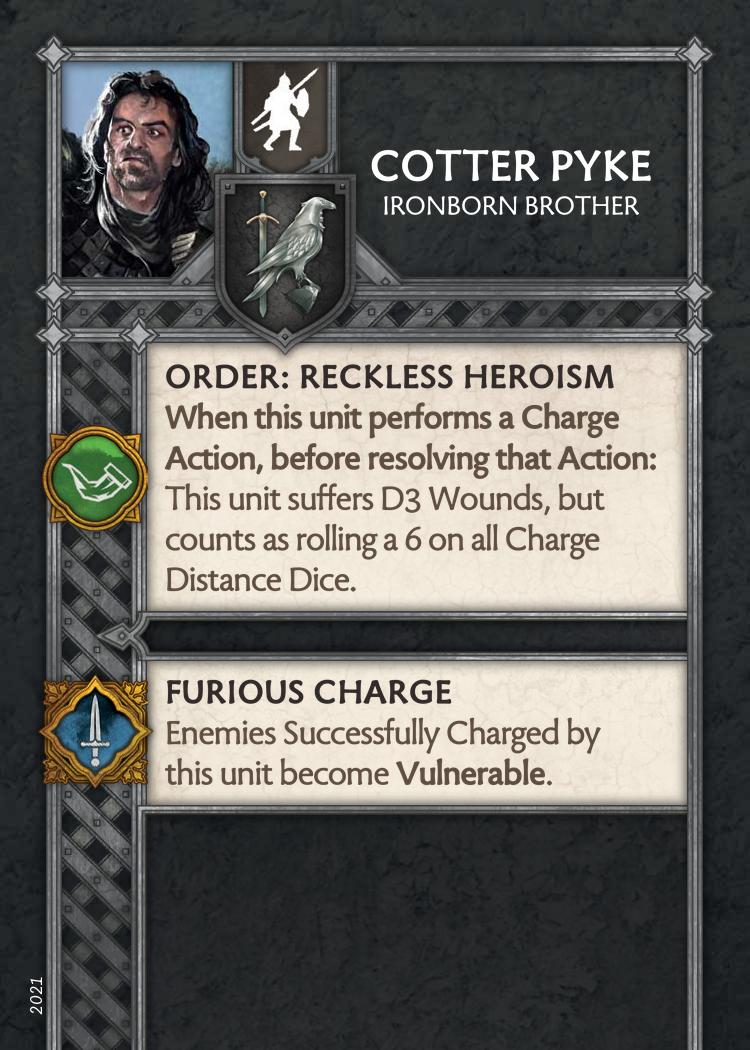 COTTER PYKE
IRONBORN BROTHER
ORDER: RECKLESS HEROISM
When this unit performs a Charge
Action, before resolving that Action:
This unit suffers D3 Wounds, but
counts as rolling a 6 on all Charge
Distance Dice.
FURIOUS CHARGE
Enemies Successfully Charged by
this unit become Vulnerable.
2021